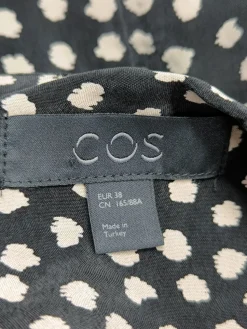 COS
EUR 38
CN 165/88A
Made in
Turkey